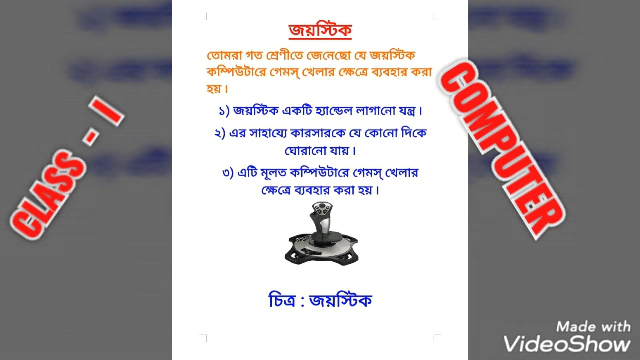 জয়স্টিক
তোমরা গত শ্রেণীতে জেনেছো যে জয়স্টিক
কম্পিউটারে গেমস্ খেলার ক্ষেত্রে ব্যবহার করা
হয়।
১) জয়স্টিক একটি হ্যান্ডেল লাগানো যন্ত্র।
২) এর সাহায্যে কারসারকে যে কোনো দিকে
ঘোরানো যায়।
৩) এটি মূলত কম্পিউটারে গেমস্ খেলার
ক্ষেত্রে ব্যবহার করা হয়।
চিত্র : জয়স্টিক
CLASS - I
COMPUTER
Made with
VideoShow